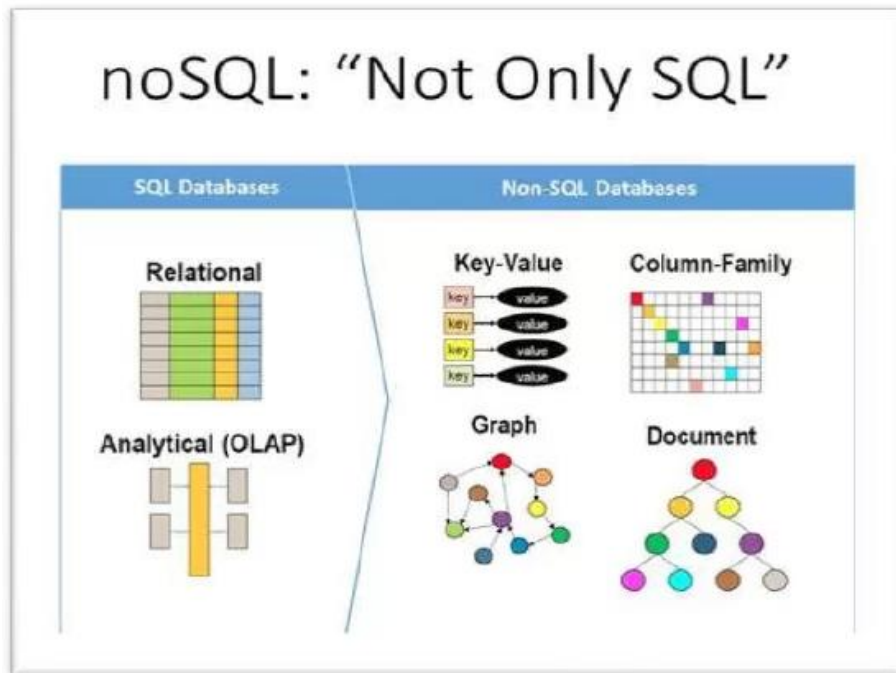 noSQL: “Not Only SQL”
SQL Databases
Non-SQL Databases
Relational
Analytical (OLAP)
Key-Value
key
value
key
value
key
value
key
value
Column-Family
Graph
Document